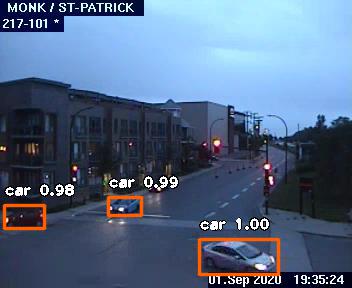 MONK / ST-PATRICK
217-101 *
car 0.98
car 0.99
car 1.00
01.Sep 2020 19:35:24